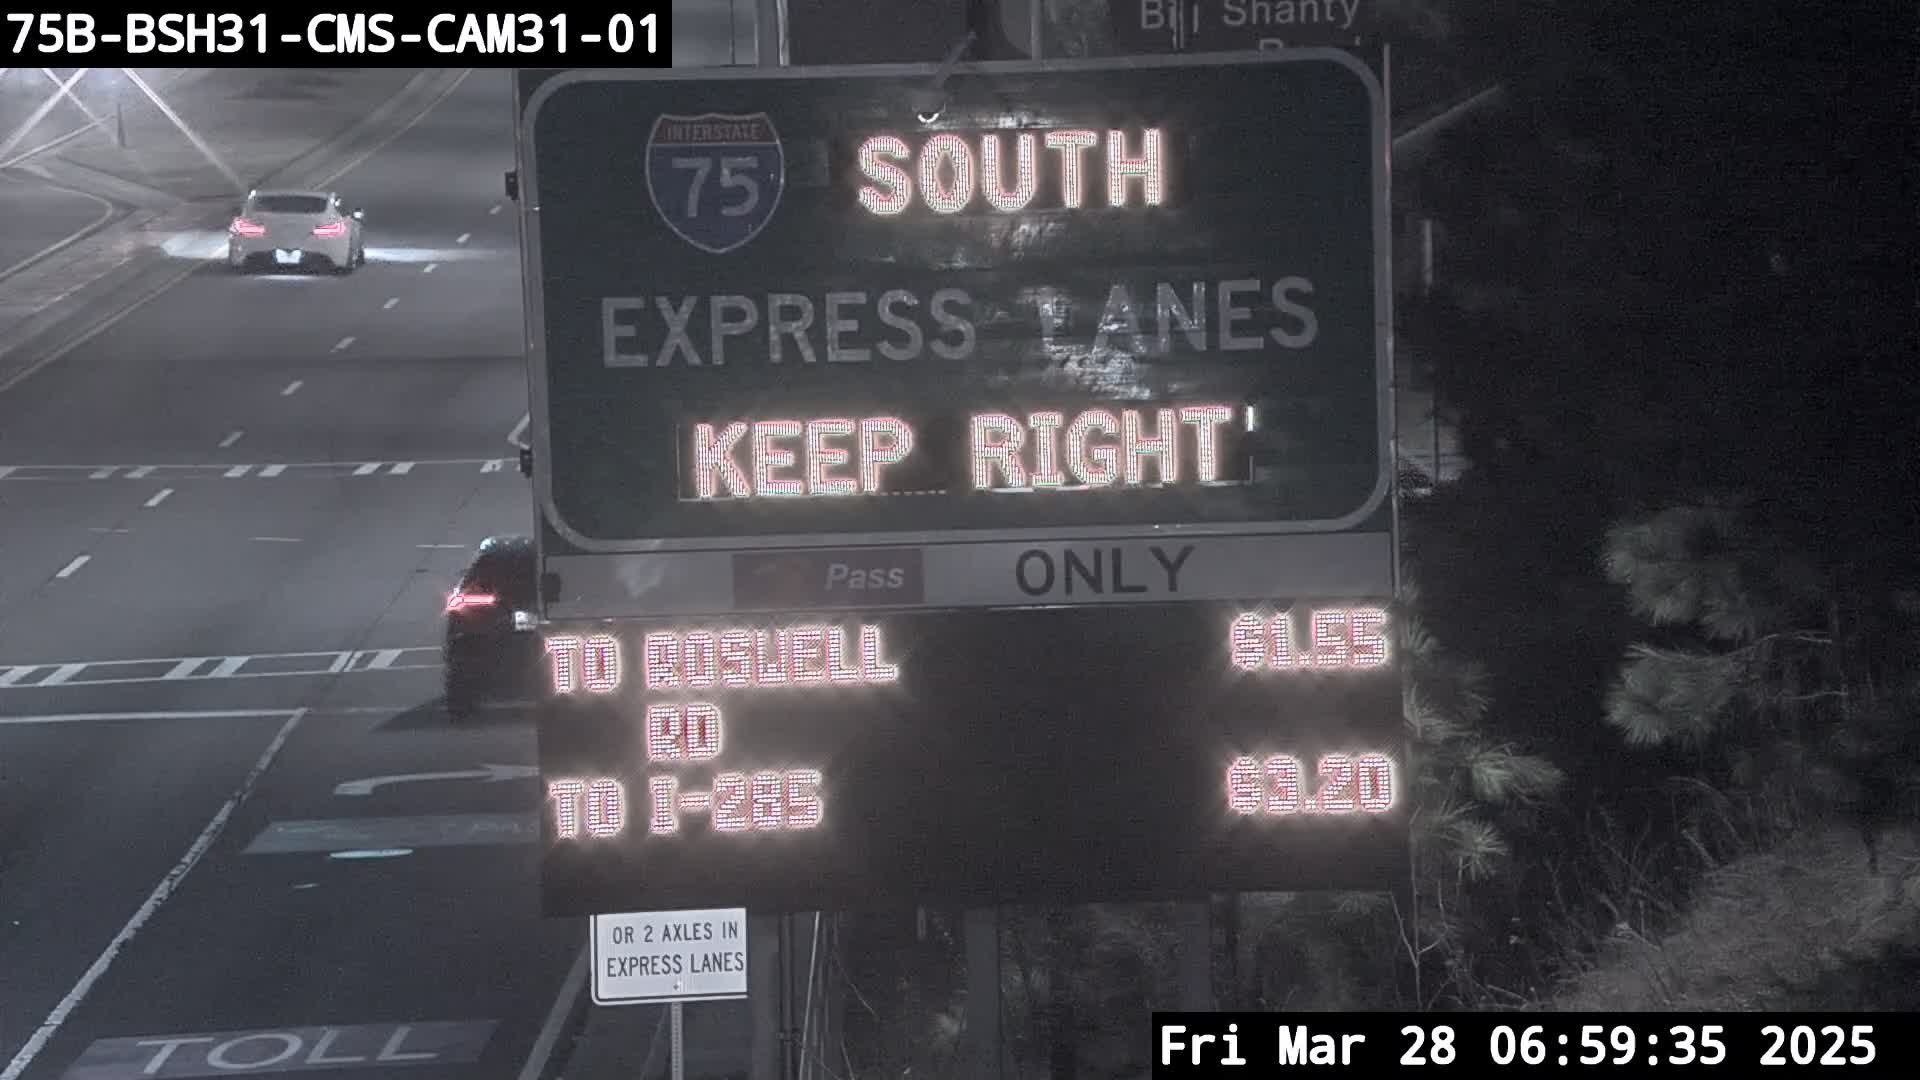 75B-BSH31-CMS-CAM31-01
Shanty
INTERSTATE
75
SOUTH
EXPRESS LANES
KEEP RIGHT
Pass ONLY
TO ROSWELL $1.55
RD
TO I-285 $3.20
OR 2 AXLES IN
EXPRESS LANES
TOLL
Fri Mar 28 06:59:35 2025